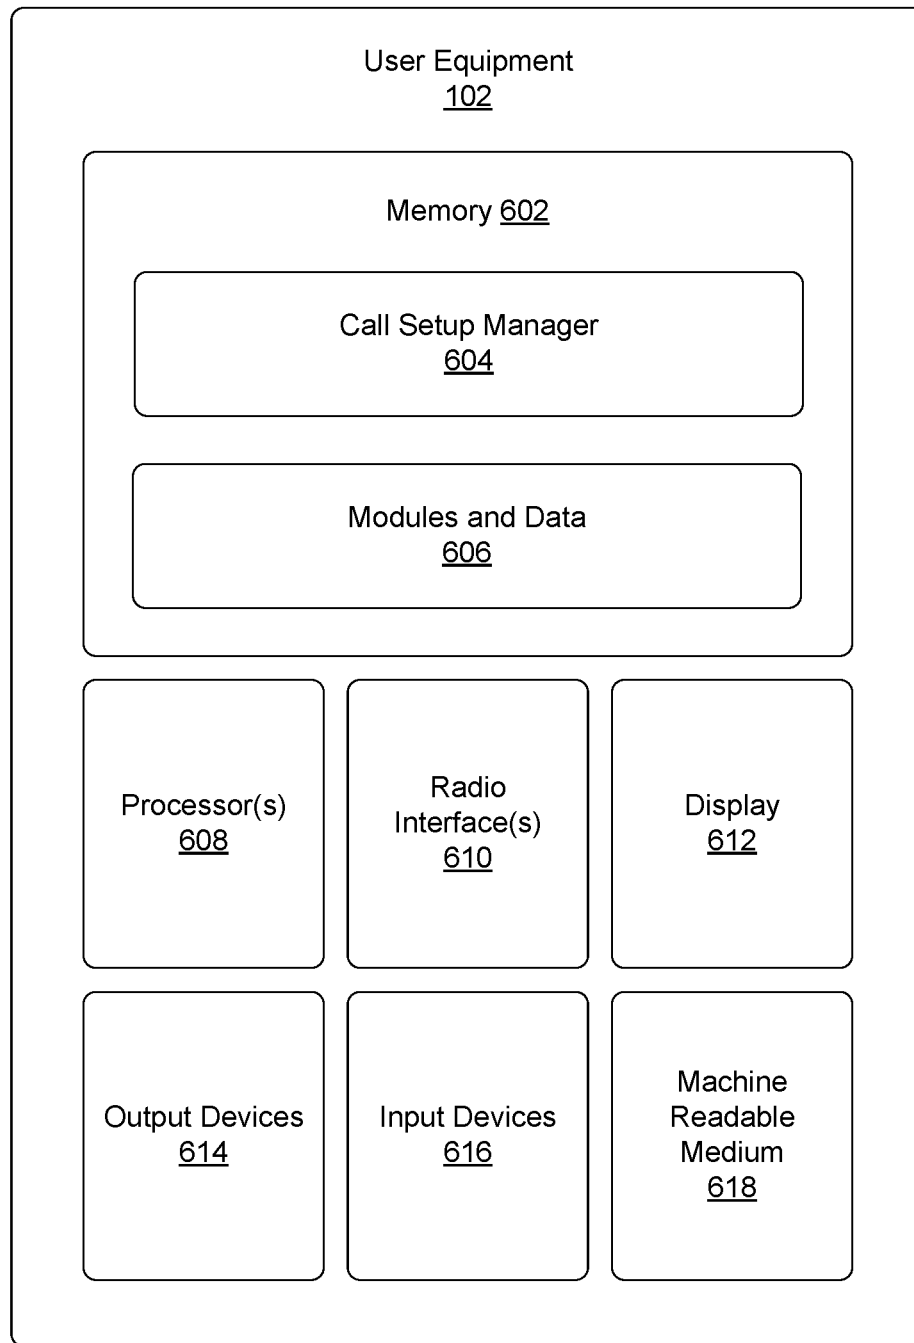 User Equipment
102
Memory 602
Call Setup Manager
604
Modules and Data
606
Processor(s)
608
Radio
Interface(s)
610
Display
612
Output Devices
614
Input Devices
616
Machine
Readable
Medium
618